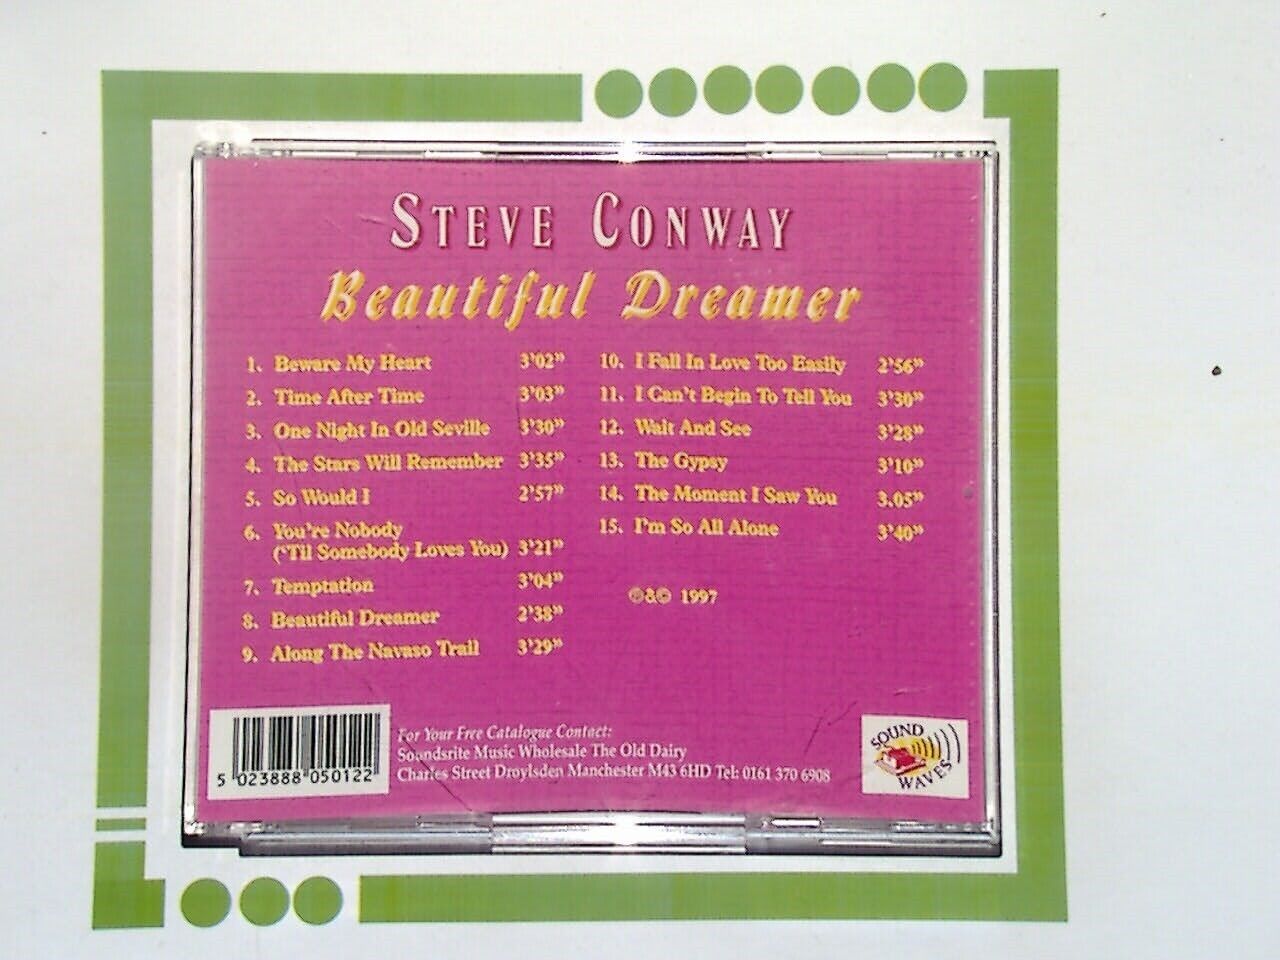 STEVE CONWAY
Beautiful Dreamer
1. Beware My Heart 3'02"
2. Time After Time 3'03"
3. One Night In Old Seville 3'30"
4. The Stars Will Remember 3'35"
5. So Would I 2'57"
6. You're Nobody
('Til Somebody Loves You) 3'21"
7. Temptation 3'04"
8. Beautiful Dreamer 2'38"
9. Along The Navaso Trail 3'29"
10. I Fall In Love Too Easily 2'56"
11. I Can't Begin To Tell You 3'30"
12. Wait And See 3'28"
13. The Gypsy 3'10"
14. The Moment I Saw You 3.05"
15. I'm So All Alone 3'40"
℗&© 1997
5 023888 050122
For Your Free Catalogue Contact:
Soundsrite Music Wholesale The Old Dairy
Charles Street Droylsden Manchester M43 6HD Tel: 0161 370 6908
SOUND
WAVES